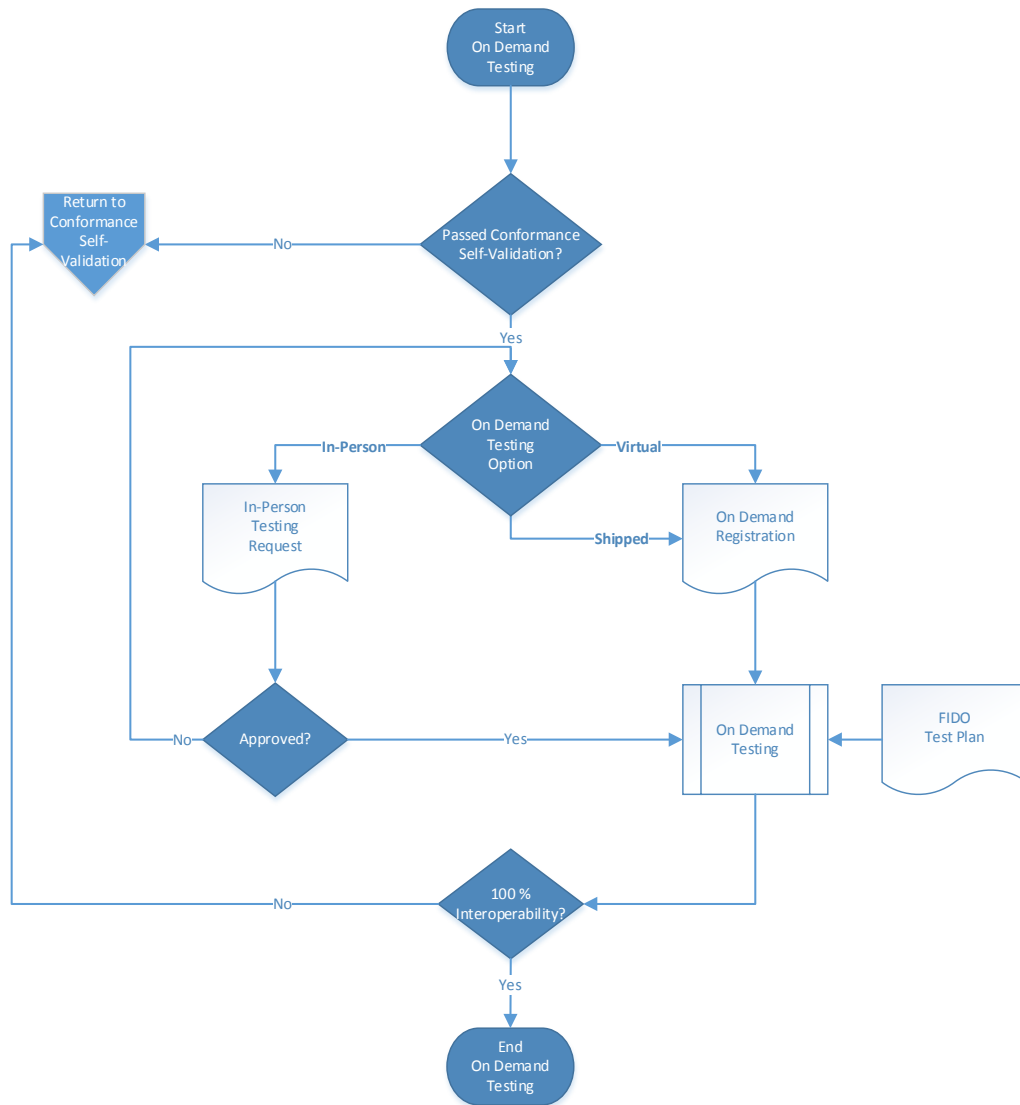 Start
On Demand
Testing
Return to
Conformance
Self-
Validation
No
Passed Conformance
Self-Validation?
Yes
On Demand
Testing
Option
In-Person
Virtual
In-Person
Testing
Request
Shipped
On Demand
Registration
No
Approved?
Yes
On Demand
Testing
FIDO
Test Plan
No
100 %
Interoperability?
Yes
End
On Demand
Testing